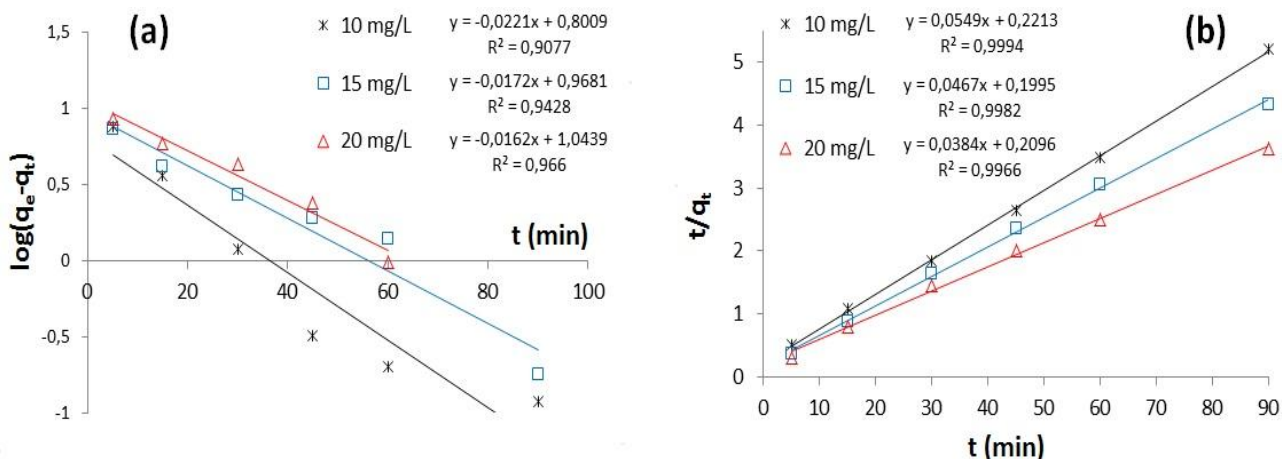 (a)
10 mg/L y = -0,0221x + 0,8009
R² = 0,9077
15 mg/L y = -0,0172x + 0,9681
R² = 0,9428
20 mg/L y = -0,0162x + 1,0439
R² = 0,966
1,5
1
0,5
0
-0,5
-1
log(qₑ-qₜ)
t (min)
0 20 40 60 80 100
(b)
10 mg/L y = 0,0549x + 0,2213
R² = 0,9994
15 mg/L y = 0,0467x + 0,1995
R² = 0,9982
20 mg/L y = 0,0384x + 0,2096
R² = 0,9966
5
4
3
2
1
0
t/qₜ
0 10 20 30 40 50 60 70 80 90
t (min)